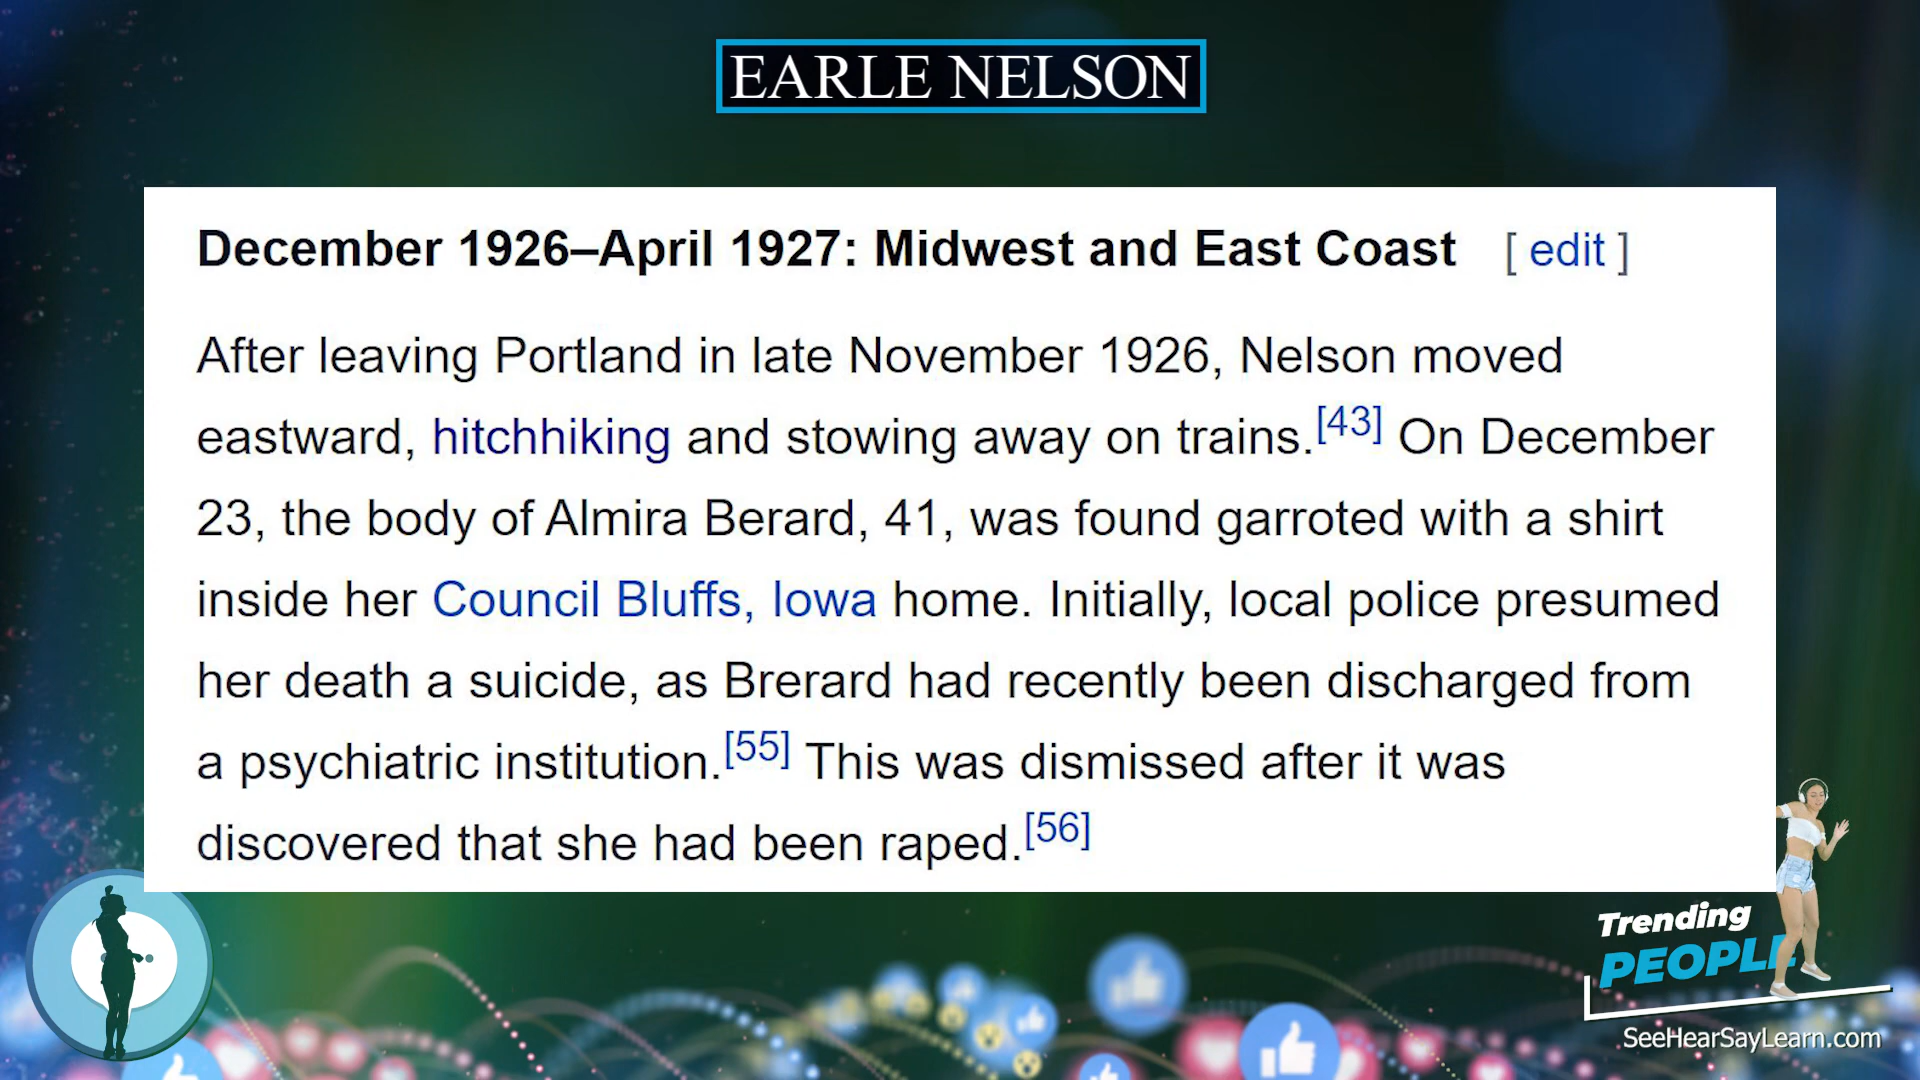 EARLE NELSON
December 1926–April 1927: Midwest and East Coast [ edit ]
After leaving Portland in late November 1926, Nelson moved
eastward, hitchhiking and stowing away on trains.[43] On December
23, the body of Almira Berard, 41, was found garroted with a shirt
inside her Council Bluffs, Iowa home. Initially, local police presumed
her death a suicide, as Brerard had recently been discharged from
a psychiatric institution.[55] This was dismissed after it was
discovered that she had been raped.[56]
Trending
PEOPLE
SeeHearSayLearn.com